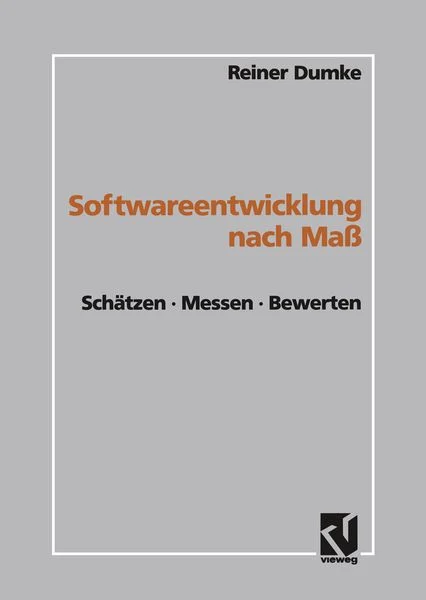 Reiner Dumke
Softwareentwicklung
nach Maß
Schätzen · Messen · Bewerten
vieweg